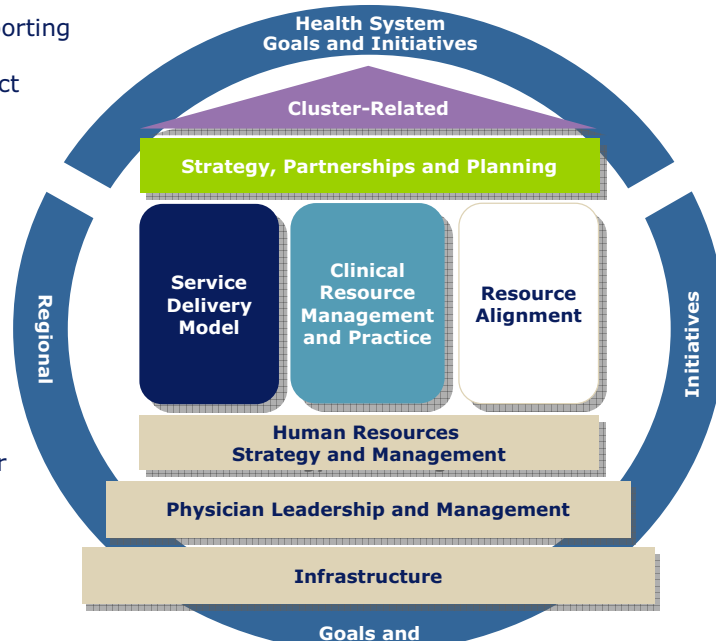 orting
ct
r
Health System
Goals and Initiatives
Cluster-Related
Strategy, Partnerships and Planning
Service
Delivery
Model
Clinical
Resource
Management
and Practice
Resource
Alignment
Regional
Initiatives
Human Resources
Strategy and Management
Physician Leadership and Management
Infrastructure
Goals and